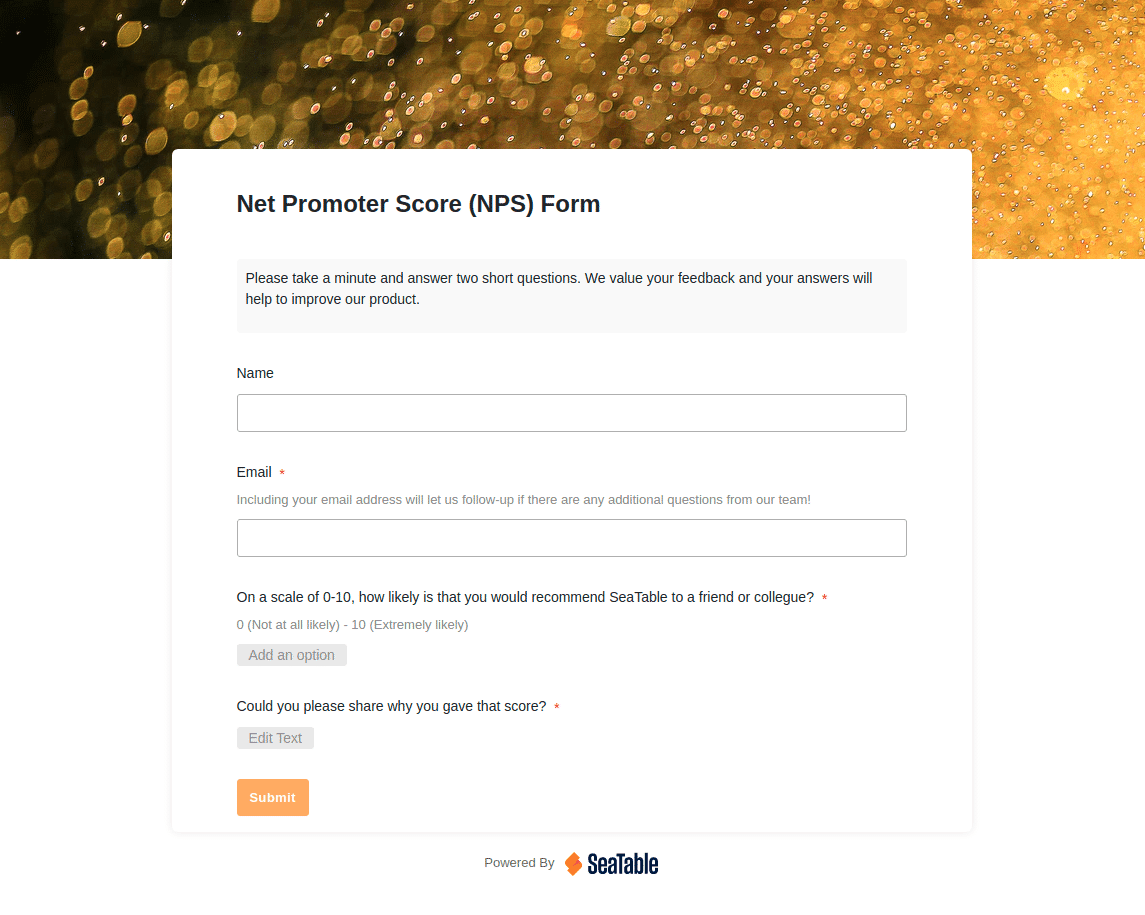 Net Promoter Score (NPS) Form
Please take a minute and answer two short questions. We value your feedback and your answers will
help to improve our product.
Name
Email *
Including your email address will let us follow-up if there are any additional questions from our team!
On a scale of 0-10, how likely is that you would recommend SeaTable to a friend or collegue? *
0 (Not at all likely) - 10 (Extremely likely)
Add an option
Could you please share why you gave that score? *
Edit Text
Submit
Powered By SeaTable